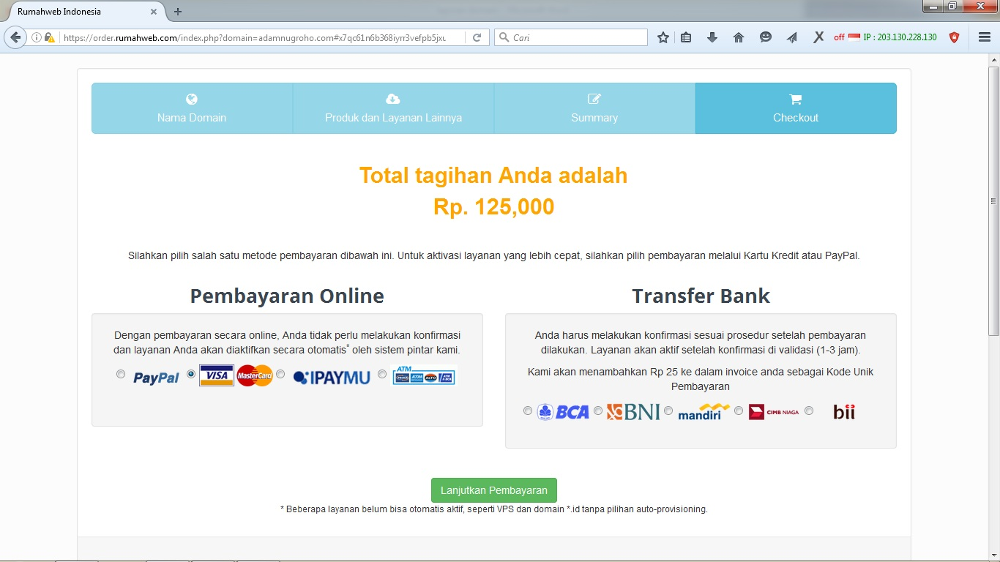 Rumahweb Indonesia
https://order.rumahweb.com/index.php?domain=adamnugroho.com#x7qc61n6b368iyrr3vefpb5jxu
Cari
off IP : 203.130.228.130
Nama Domain
Produk dan Layanan Lainnya
Summary
Checkout
Total tagihan Anda adalah
Rp. 125,000
Silahkan pilih salah satu metode pembayaran dibawah ini. Untuk aktivasi layanan yang lebih cepat, silahkan pilih pembayaran melalui Kartu Kredit atau PayPal.
Pembayaran Online
Dengan pembayaran secara online, Anda tidak perlu melakukan konfirmasi
dan layanan Anda akan diaktifkan secara otomatis* oleh sistem pintar kami.
PayPal VISA MasterCard IPAYMU ATM
Transfer Bank
Anda harus melakukan konfirmasi sesuai prosedur setelah pembayaran
dilakukan. Layanan akan aktif setelah konfirmasi di validasi (1-3 jam).
Kami akan menambahkan Rp 25 ke dalam invoice anda sebagai Kode Unik
Pembayaran
BCA BNI mandiri CIMB NIAGA bii
Lanjutkan Pembayaran
* Beberapa layanan belum bisa otomatis aktif, seperti VPS dan domain *.id tanpa pilihan auto-provisioning.